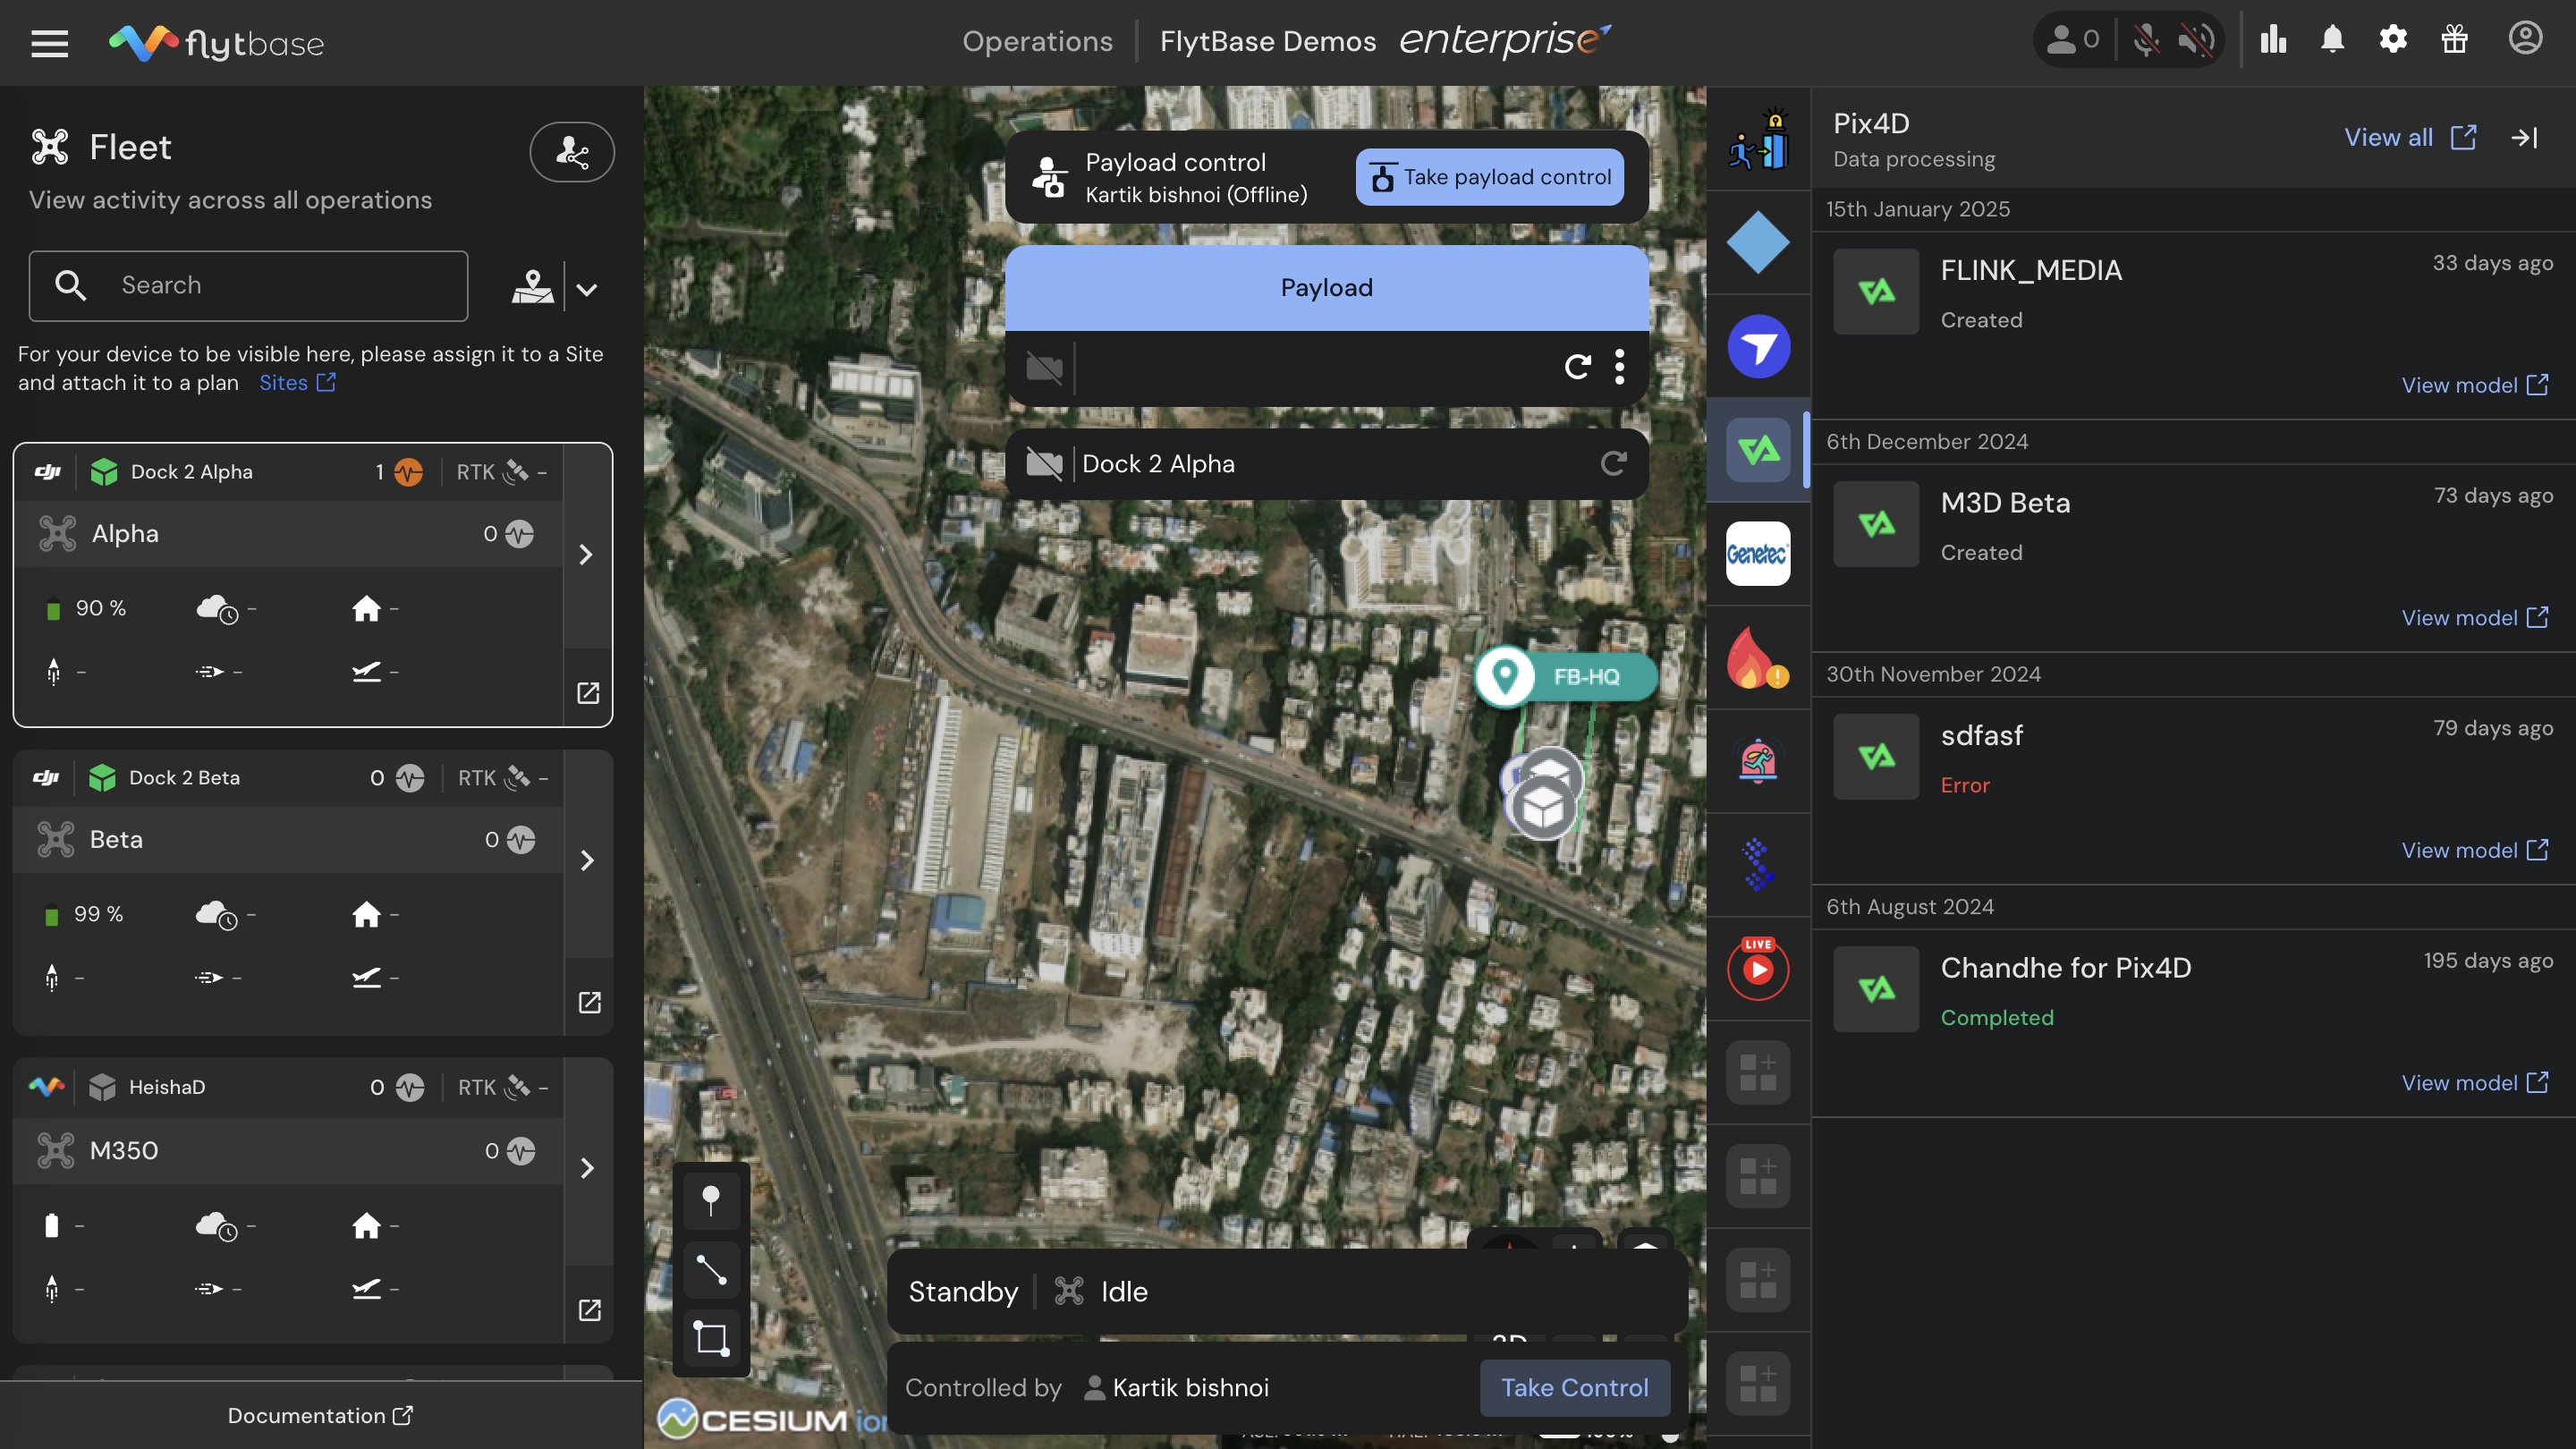 flytbase
Operations
FlytBase Demos enterprise
0
Fleet
View activity across all operations
Search
For your device to be visible here, please assign it to a Site
and attach it to a plan Sites
dji Dock 2 Alpha 1 RTK -
Alpha 0
90 % - -
- - -
dji Dock 2 Beta 0 RTK -
Beta 0
99 % - -
- - -
HeishaD 0 RTK -
M350 0
- - -
- - -
Documentation
Payload control
Kartik bishnoi (Offline)
Take payload control
Payload
Dock 2 Alpha
FB-HQ
Standby Idle
Controlled by Kartik bishnoi Take Control
CESIUM ion
Genetec
LIVE
Pix4D
Data processing
View all
15th January 2025
FLINK_MEDIA 33 days ago
Created
View model
6th December 2024
M3D Beta 73 days ago
Created
View model
30th November 2024
sdfasf 79 days ago
Error
View model
6th August 2024
Chandhe for Pix4D 195 days ago
Completed
View model